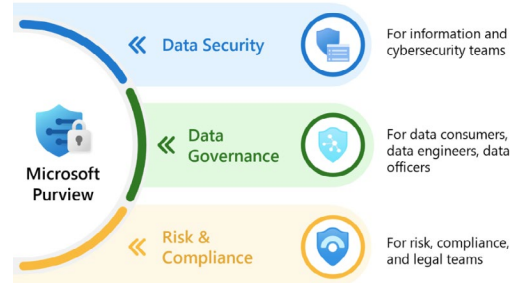 Microsoft
Purview
Data Security
For information and
cybersecurity teams
Data
Governance
For data consumers,
data engineers, data
officers
Risk &
Compliance
For risk, compliance,
and legal teams